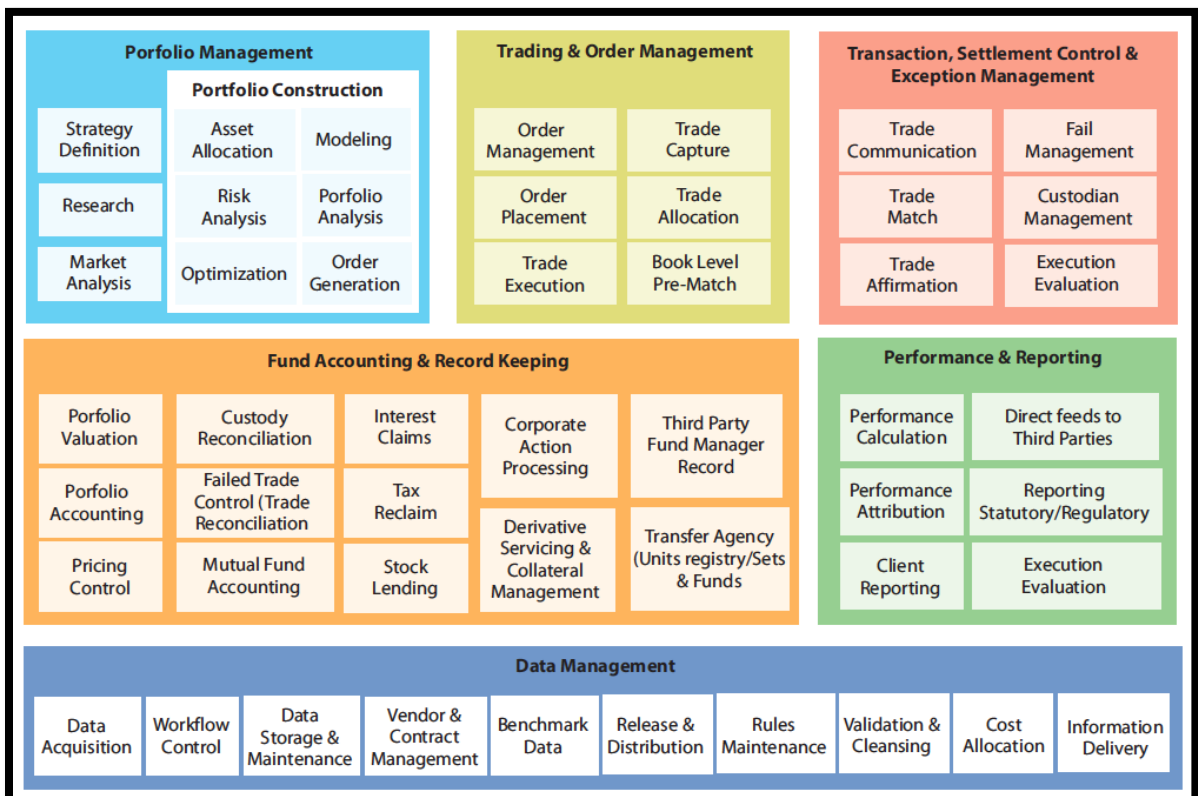 Porfolio Management
Portfolio Construction
Strategy
Definition
Research
Market
Analysis
Asset
Allocation
Modeling
Risk
Analysis
Porfolio
Analysis
Optimization
Order
Generation
Trading & Order Management
Order
Management
Trade
Capture
Order
Placement
Trade
Allocation
Trade
Execution
Book Level
Pre-Match
Transaction, Settlement Control &
Exception Management
Trade
Communication
Fail
Management
Trade
Match
Custodian
Management
Trade
Affirmation
Execution
Evaluation
Fund Accounting & Record Keeping
Porfolio
Valuation
Custody
Reconciliation
Interest
Claims
Corporate
Action
Processing
Third Party
Fund Manager
Record
Porfolio
Accounting
Failed Trade
Control (Trade
Reconciliation
Tax
Reclaim
Derivative
Servicing &
Collateral
Management
Transfer Agency
(Units registry/Sets
& Funds
Pricing
Control
Mutual Fund
Accounting
Stock
Lending
Performance & Reporting
Performance
Calculation
Direct feeds to
Third Parties
Performance
Attribution
Reporting
Statutory/Regulatory
Client
Reporting
Execution
Evaluation
Data Management
Data
Acquisition
Workflow
Control
Data
Storage &
Maintenance
Vendor &
Contract
Management
Benchmark
Data
Release &
Distribution
Rules
Maintenance
Validation &
Cleansing
Cost
Allocation
Information
Delivery